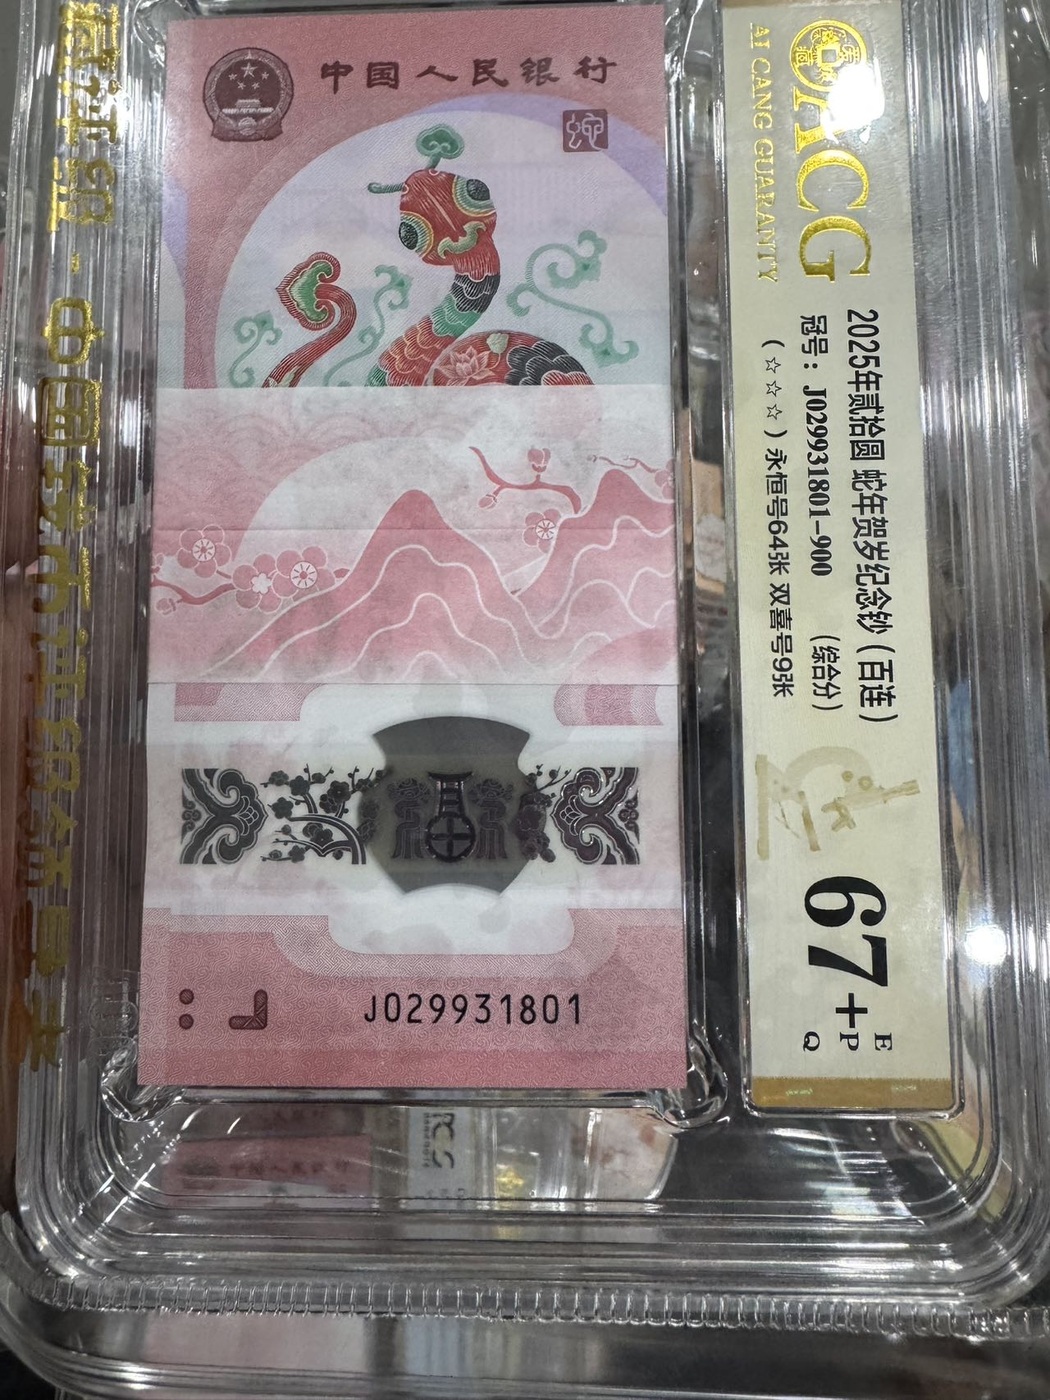 中国人民银行
J029931801
ACG
AI CANG GUARANTY
2025年贰拾圆 蛇年贺岁纪念钞（百连）
冠号：J029931801-900 （综合分）
（☆☆☆）永恒号64张 双喜号9张
67+
E
P
Q